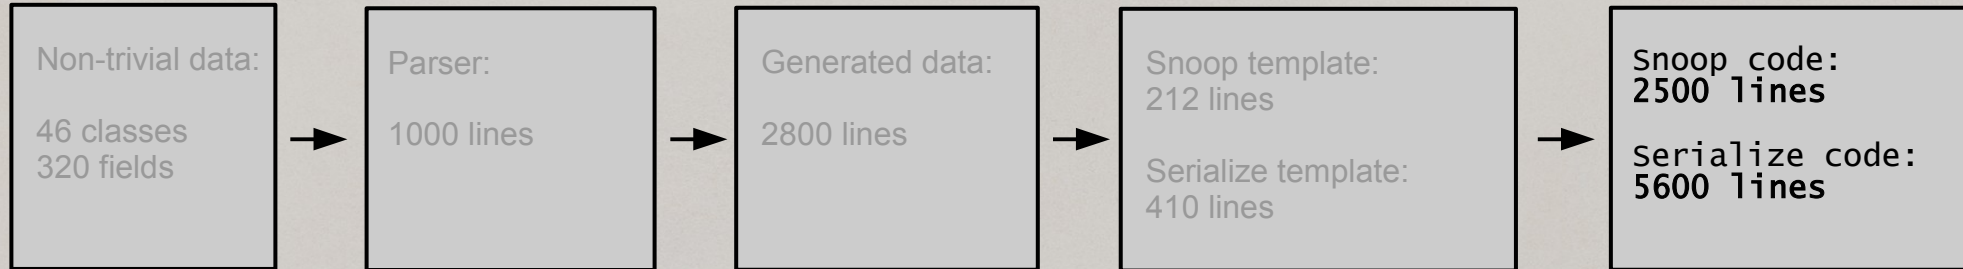 Non-trivial data:
46 classes
320 fields
Parser:
1000 lines
Generated data:
2800 lines
Snoop template:
212 lines
Serialize template:
410 lines
Snoop code:
2500 lines
Serialize code:
5600 lines